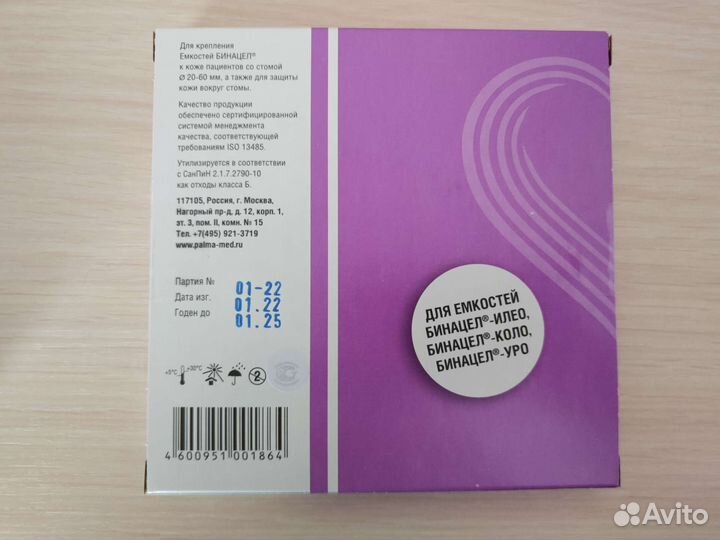 Для крепления
Емкостей БИНАЦЕЛ®
к коже пациентов со стомой
Ø 20-60 мм, а также для защиты
кожи вокруг стомы.
Качество продукции
обеспечено сертифицированной
системой менеджмента
качества, соответствующей
требованиям ISO 13485.
Утилизируется в соответствии
с СанПиН 2.1.7.2790-10
как отходы класса Б.
117105, Россия, г. Москва,
Нагорный пр-д, д. 12, корп. 1,
эт. 3, пом. II, комн. № 15
Тел. +7(495) 921-3719
www.palma-med.ru
Партия № 01-22
Дата изг. 01.22
Годен до 01.25
+5°C +30°C 2
4 600951 001864
ДЛЯ ЕМКОСТЕЙ
БИНАЦЕЛ®-ИЛЕО,
БИНАЦЕЛ®-КОЛО,
БИНАЦЕЛ®-УРО
Avito